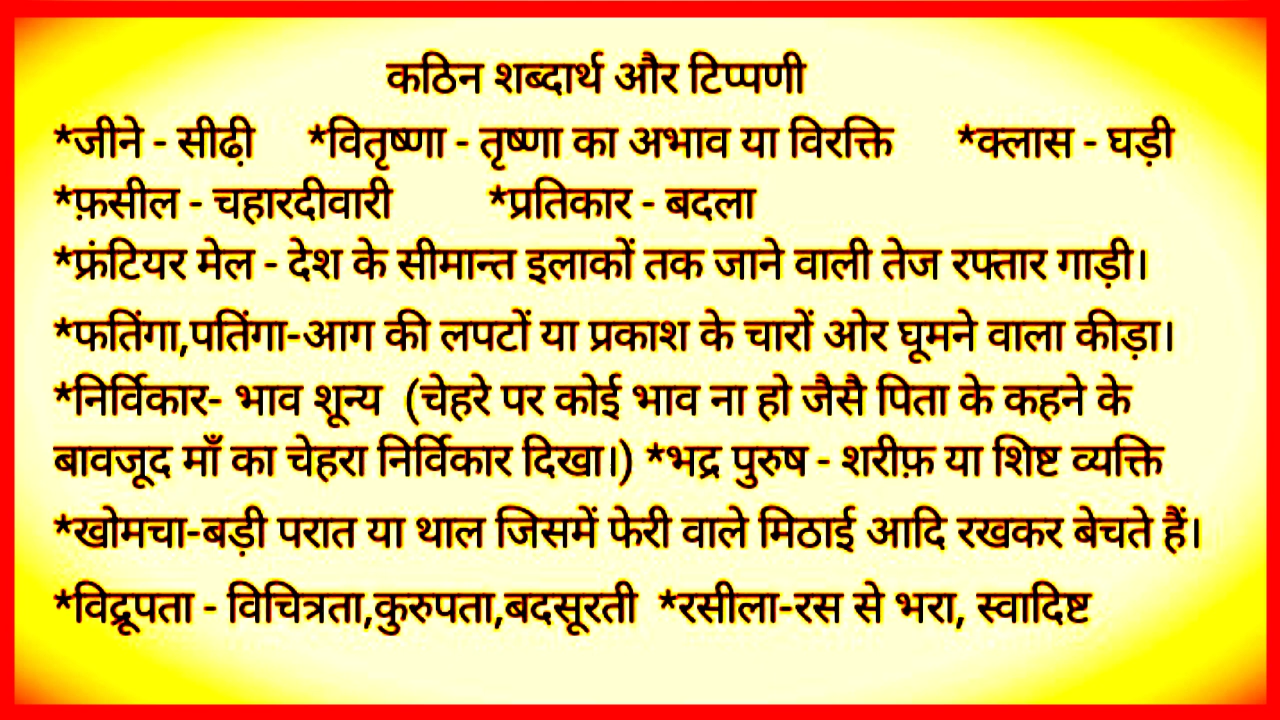 कठिन शब्दार्थ और टिप्पणी
*जीने - सीढ़ी *वितृष्णा - तृष्णा का अभाव या विरक्ति *क्लास - घड़ी
*फ़सील - चहारदीवारी *प्रतिकार - बदला
*फ्रंटियर मेल - देश के सीमान्त इलाकों तक जाने वाली तेज रफ्तार गाड़ी।
*फतिंगा,पतिंगा-आग की लपटों या प्रकाश के चारों ओर घूमने वाला कीड़ा।
*निर्विकार- भाव शून्य (चेहरे पर कोई भाव ना हो जैसै पिता के कहने के
बावजूद माँ का चेहरा निर्विकार दिखा।) *भद्र पुरुष - शरीफ़ या शिष्ट व्यक्ति
*खोमचा-बड़ी परात या थाल जिसमें फेरी वाले मिठाई आदि रखकर बेचते हैं।
*विद्रूपता - विचित्रता,कुरुपता,बदसूरती *रसीला-रस से भरा, स्वादिष्ट